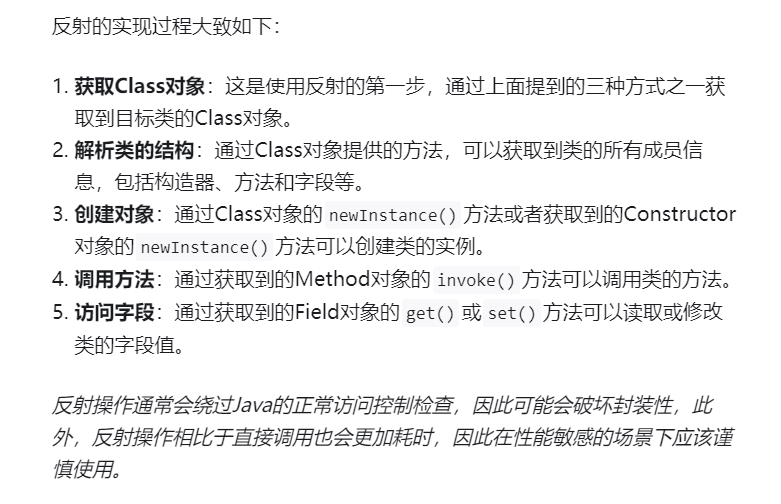 反射的实现过程大致如下：
1. 获取Class对象：这是使用反射的第一步，通过上面提到的三种方式之一获
取到目标类的Class对象。
2. 解析类的结构：通过Class对象提供的方法，可以获取到类的所有成员信
息，包括构造器、方法和字段等。
3. 创建对象：通过Class对象的 newInstance() 方法或者获取到的Constructor
对象的 newInstance() 方法可以创建类的实例。
4. 调用方法：通过获取到的Method对象的 invoke() 方法可以调用类的方法。
5. 访问字段：通过获取到的Field对象的 get() 或 set() 方法可以读取或修改
类的字段值。
反射操作通常会绕过Java的正常访问控制检查，因此可能会破坏封装性，此
外，反射操作相比于直接调用也会更加耗时，因此在性能敏感的场景下应该谨
慎使用。